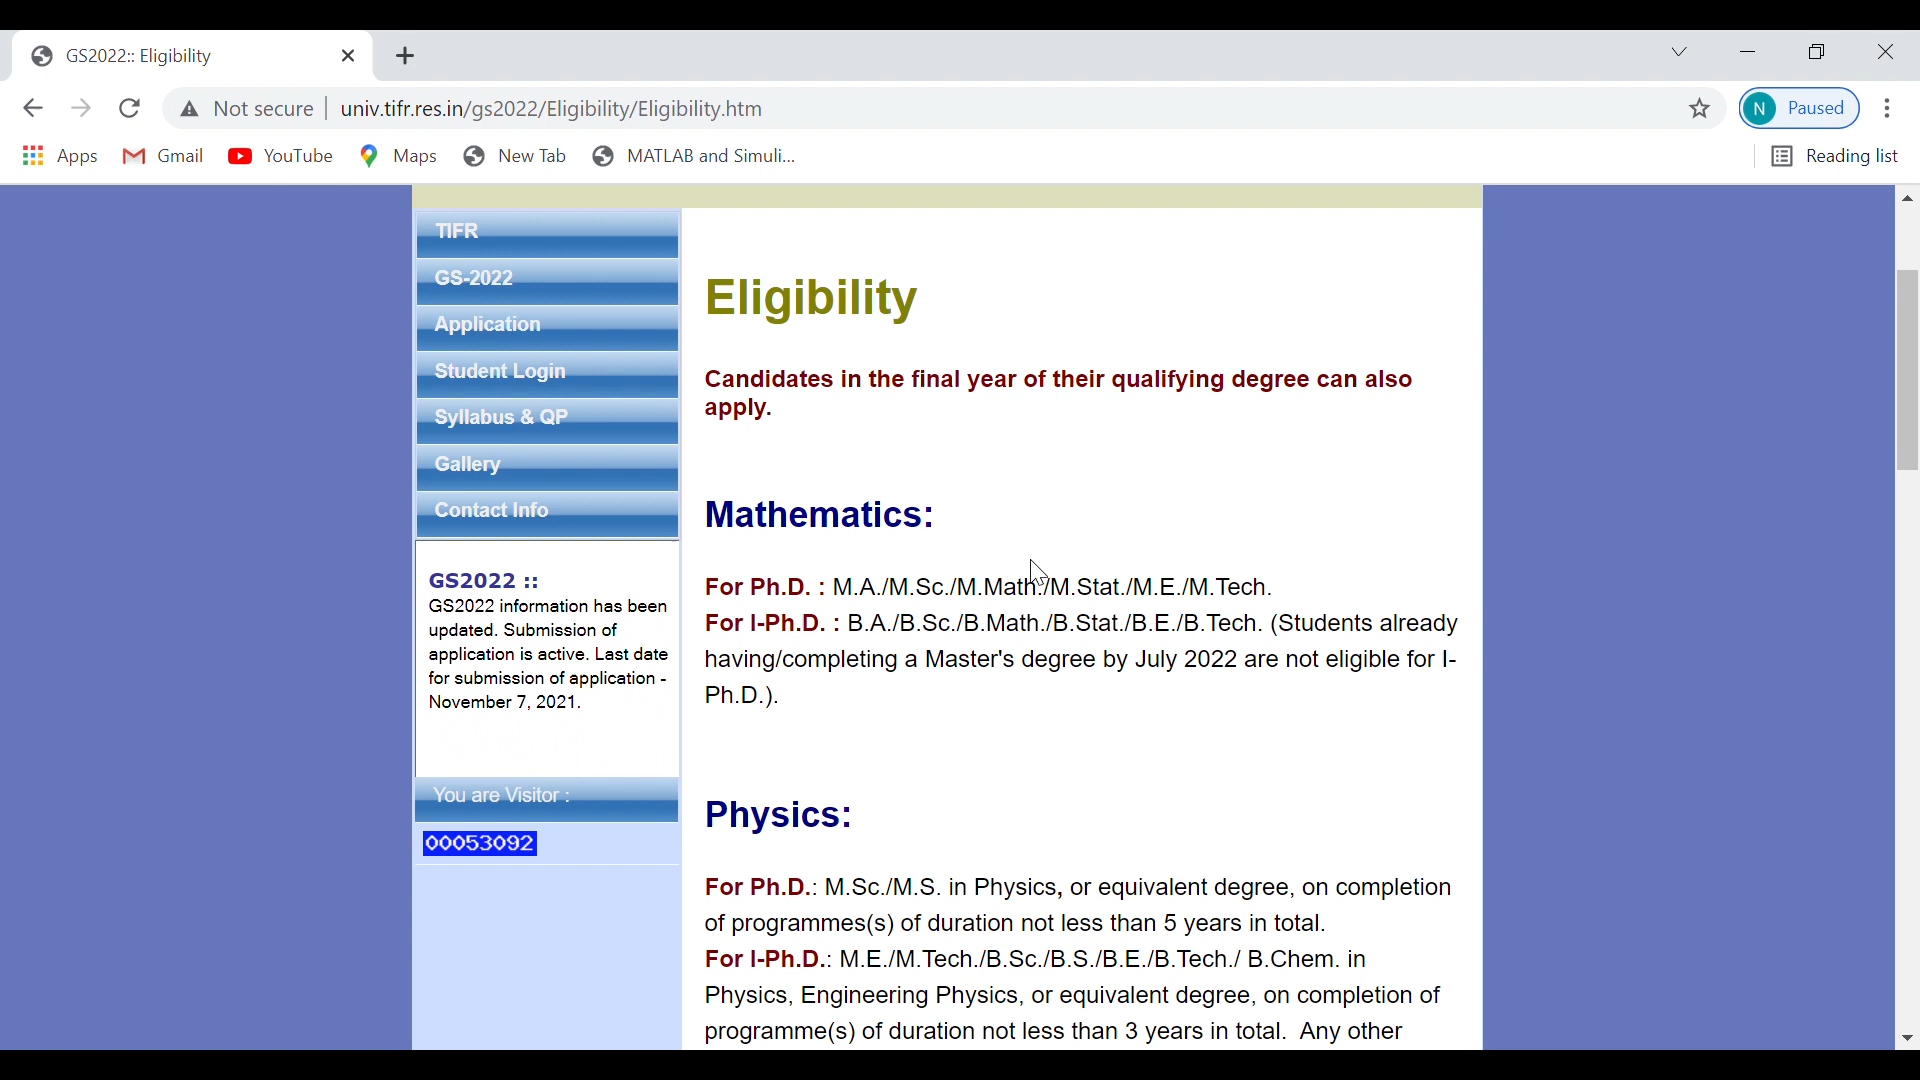 GS2022:: Eligibility
Not secure
univ.tifr.res.in/gs2022/Eligibility/Eligibility.htm
N
Paused
Apps
Gmail
YouTube
Maps
New Tab
MATLAB and Simuli...
Reading list
TIFR
GS-2022
Application
Student Login
Syllabus & QP
Gallery
Contact Info
GS2022 ::
GS2022 information has been
updated. Submission of
application is active. Last date
for submission of application -
November 7, 2021.
You are Visitor :
00053092
Eligibility
Candidates in the final year of their qualifying degree can also
apply.
Mathematics:
For Ph.D. : M.A./M.Sc./M.Math./M.Stat./M.E./M.Tech.
For I-Ph.D. : B.A./B.Sc./B.Math./B.Stat./B.E./B.Tech. (Students already
having/completing a Master's degree by July 2022 are not eligible for I-
Ph.D.).
Physics:
For Ph.D.: M.Sc./M.S. in Physics, or equivalent degree, on completion
of programmes(s) of duration not less than 5 years in total.
For I-Ph.D.: M.E./M.Tech./B.Sc./B.S./B.E./B.Tech./ B.Chem. in
Physics, Engineering Physics, or equivalent degree, on completion of
programme(s) of duration not less than 3 years in total. Any other